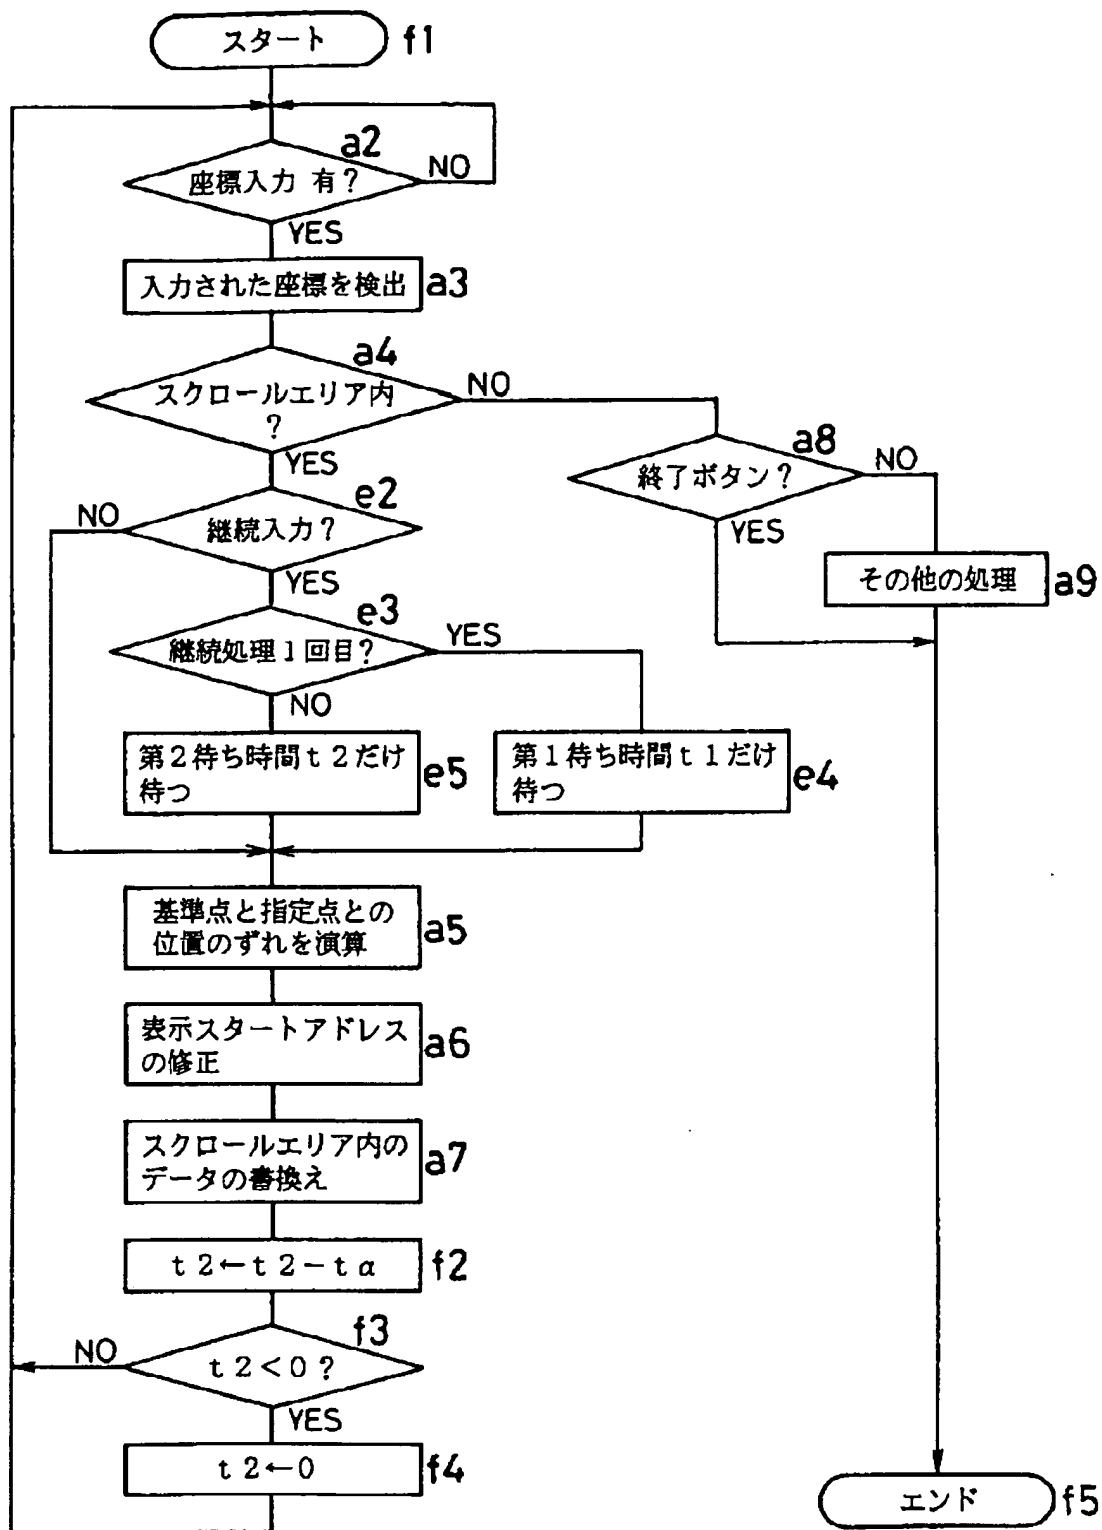 スタート f1
a2
座標入力 有? NO
YES
入力された座標を検出 a3
a4
スクロールエリア内 NO
?
YES
a8
終了ボタン? NO
YES
その他の処理 a9
e2
NO 継続入力?
YES
e3
継続処理1回目? YES
NO
第2待ち時間t2だけ
待つ e5
第1待ち時間t1だけ
待つ e4
基準点と指定点との
位置のずれを演算 a5
表示スタートアドレス
の修正 a6
スクロールエリア内の
データの書換え a7
t2←t2-tα f2
f3
NO t2<0?
YES
t2←0 f4
エンド f5